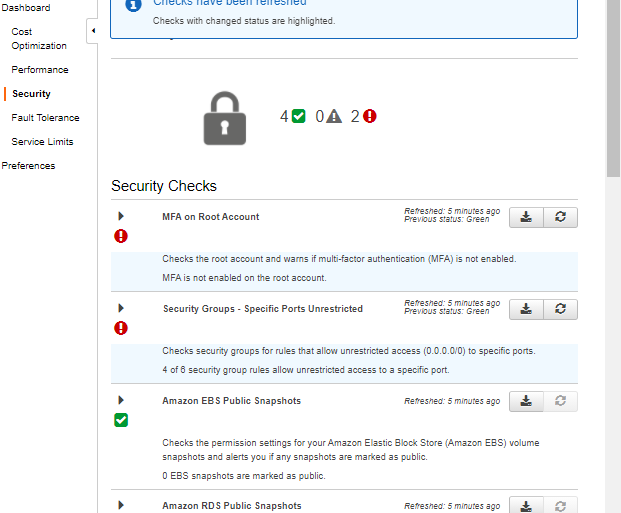 Dashboard
Cost
Optimization
Performance
Security
Fault Tolerance
Service Limits
Preferences
Checks have been refreshed
Checks with changed status are highlighted.
4 0 2
Security Checks
MFA on Root Account
Refreshed: 5 minutes ago
Previous status: Green
Checks the root account and warns if multi-factor authentication (MFA) is not enabled.
MFA is not enabled on the root account.
Security Groups - Specific Ports Unrestricted
Refreshed: 5 minutes ago
Previous status: Green
Checks security groups for rules that allow unrestricted access (0.0.0.0/0) to specific ports.
4 of 6 security group rules allow unrestricted access to a specific port.
Amazon EBS Public Snapshots
Refreshed: 5 minutes ago
Checks the permission settings for your Amazon Elastic Block Store (Amazon EBS) volume
snapshots and alerts you if any snapshots are marked as public.
0 EBS snapshots are marked as public.
Amazon RDS Public Snapshots
Refreshed: 5 minutes ago